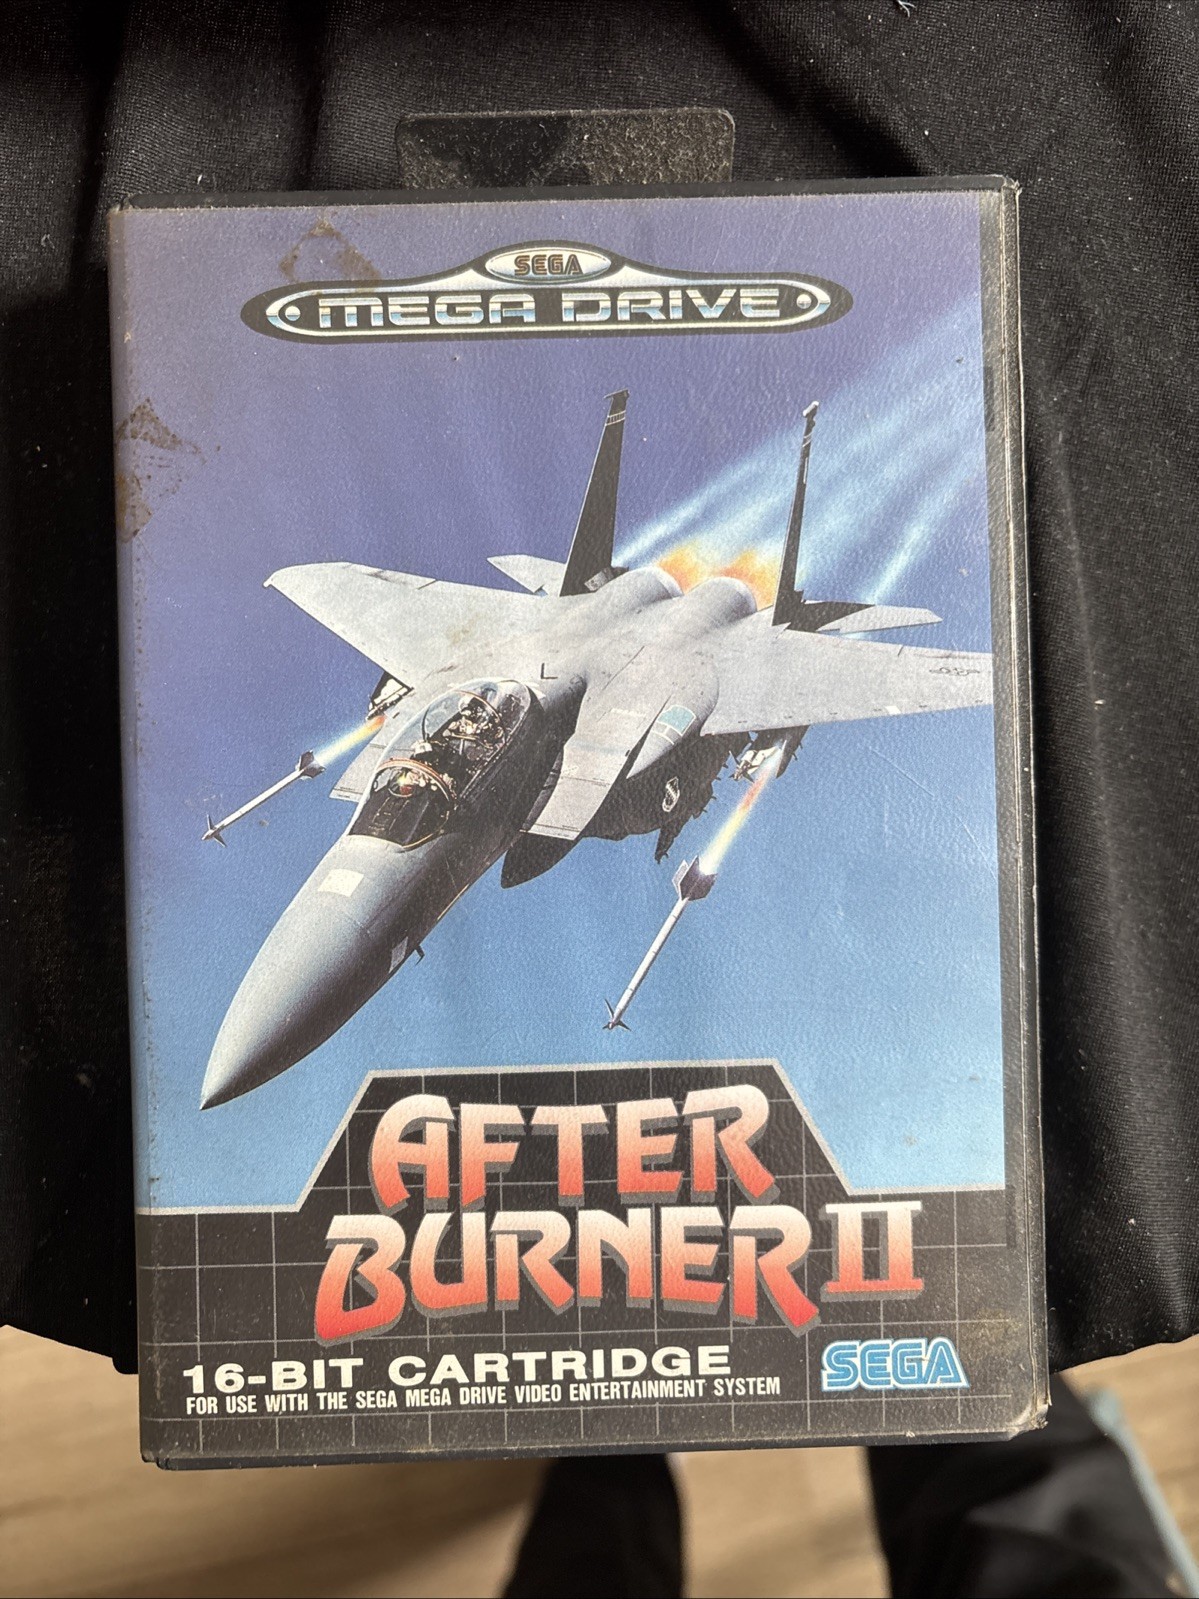 SEGA
MEGA DRIVE
AFTER
BURNER II
16-BIT CARTRIDGE
FOR USE WITH THE SEGA MEGA DRIVE VIDEO ENTERTAINMENT SYSTEM
SEGA